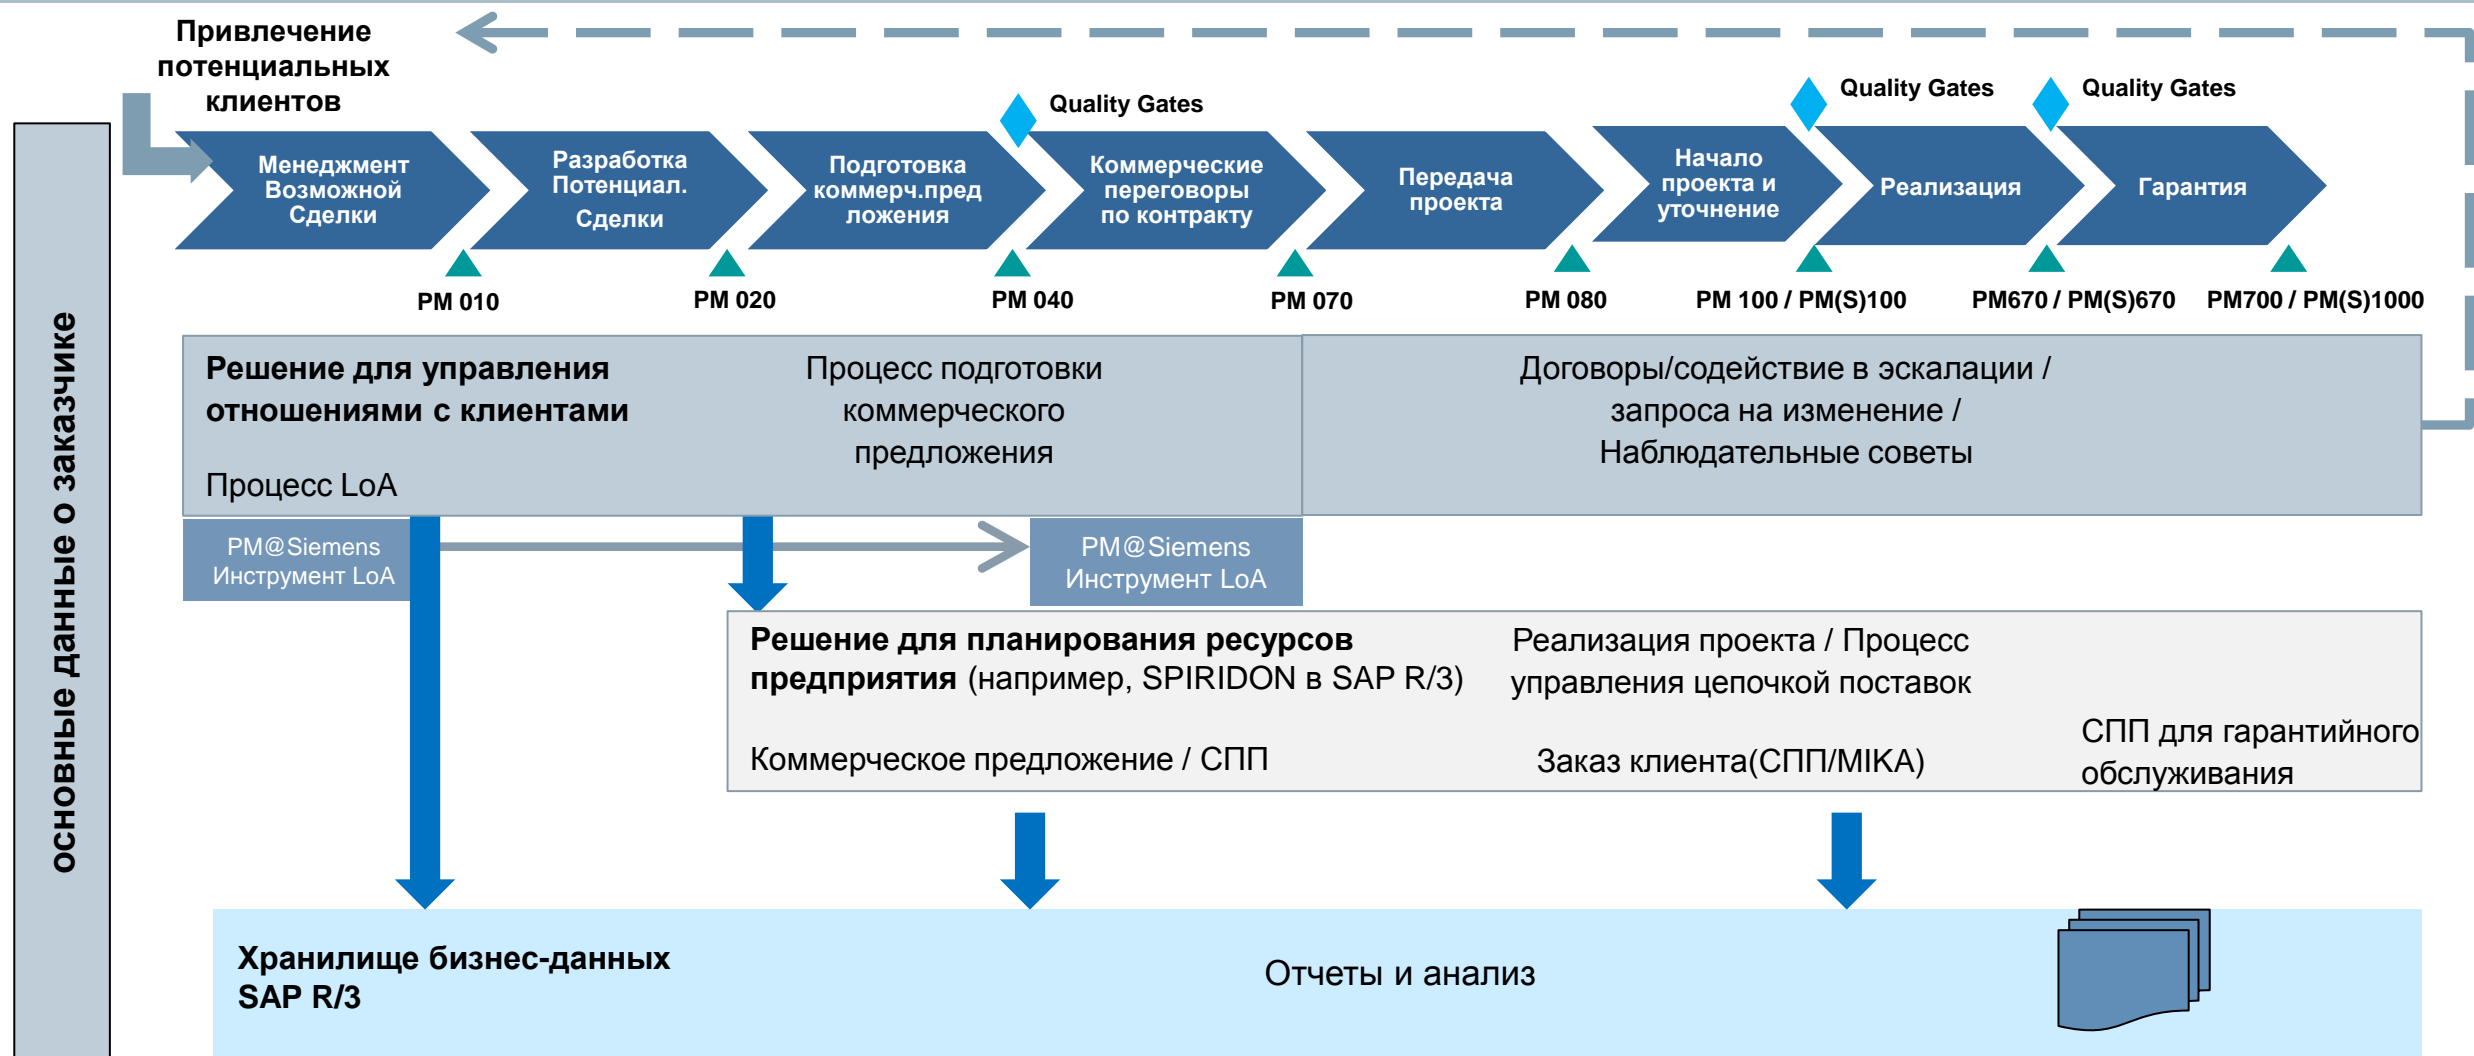 Привлечение
потенциальных
клиентов
Quality Gates
Quality Gates
Quality Gates
Менеджмент
Возможной
Сделки
Разработка
Потенциал.
Сделки
Подготовка
коммерч.пред
ложения
Коммерческие
переговоры
по контракту
Передача
проекта
Начало
проекта и
уточнение
Реализация
Гарантия
PM 010
PM 020
PM 040
PM 070
PM 080
PM 100 / PM(S)100
PM670 / PM(S)670
PM700 / PM(S)1000
основные данные о заказчике
Решение для управления
отношениями с клиентами
Процесс LoA
Процесс подготовки
коммерческого
предложения
Договоры/содействие в эскалации /
запроса на изменение /
Наблюдательные советы
PM@Siemens
Инструмент LoA
PM@Siemens
Инструмент LoA
Решение для планирования ресурсов
предприятия (например, SPIRIDON в SAP R/3)
Коммерческое предложение / СПП
Реализация проекта / Процесс
управления цепочкой поставок
Заказ клиента(СПП/MIKA)
СПП для гарантийного
обслуживания
Хранилище бизнес-данных
SAP R/3
Отчеты и анализ